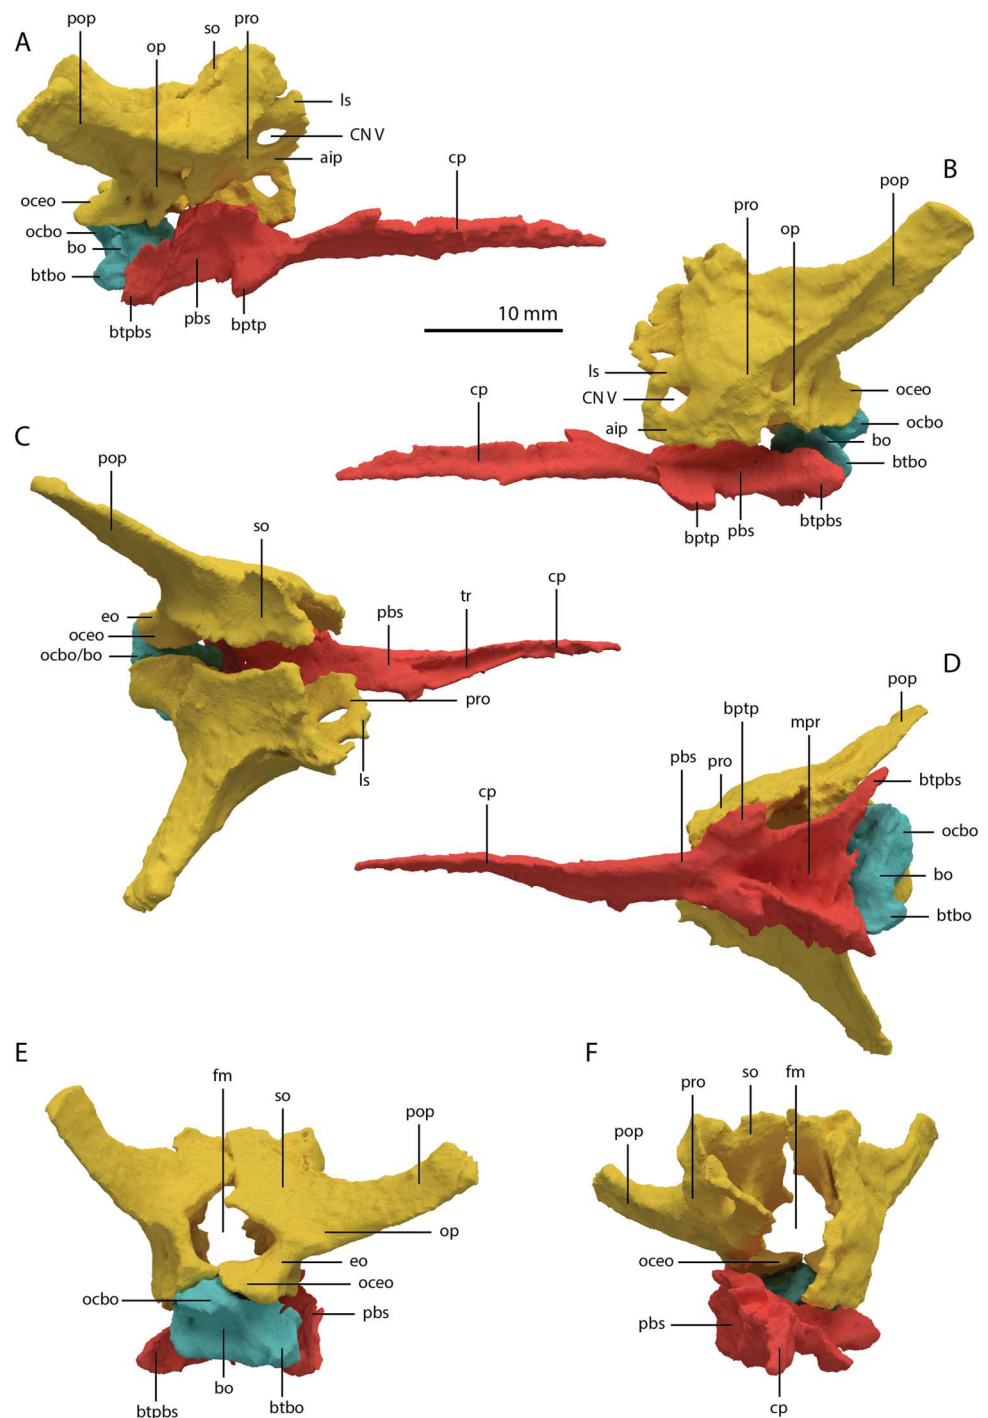 A
pop
op
so
pro
ls
CN V
aip
cp
oceo
ocbo
bo
btbo
btpbs
pbs
bptp
10 mm
B
pop
pro
op
ls
CN V
aip
cp
oceo
ocbo
bo
btbo
btpbs
pbs
bptp
C
pop
so
eo
oceo
ocbo/bo
pbs
tr
cp
pro
ls
D
pop
mpr
bptp
pbs
pro
cp
btpbs
ocbo
bo
btbo
E
fm
so
pop
op
eo
oceo
ocbo
pbs
btpbs
bo
btbo
F
fm
so
pro
pop
oceo
pbs
cp